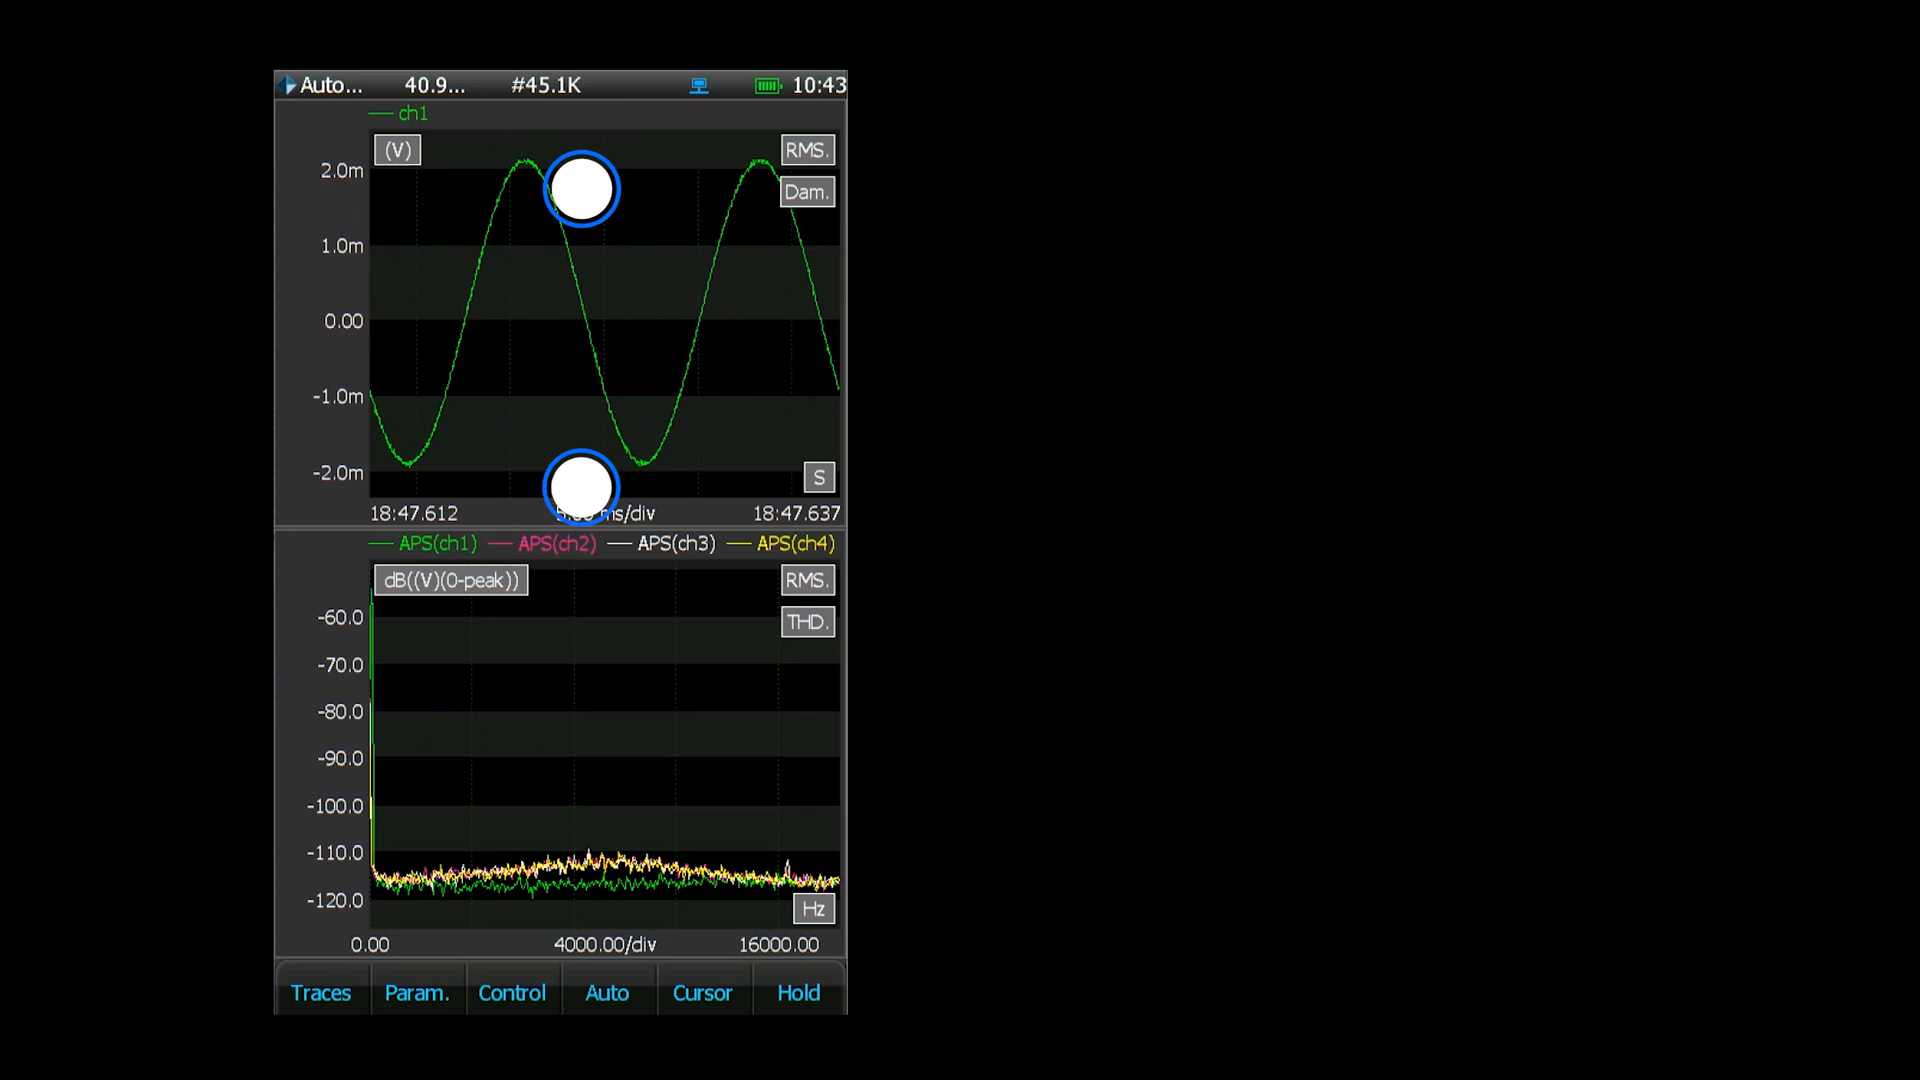 Auto... 40.9... #45.1K 10:43
ch1
(V) RMS.
2.0m
Dam.
1.0m
0.00
-1.0m
-2.0m S
18:47.612 ms/div 18:47.637
APS(ch1) APS(ch2) APS(ch3) APS(ch4)
dB((V)(0-peak)) RMS.
-60.0 THD.
-70.0
-80.0
-90.0
-100.0
-110.0
-120.0 Hz
0.00 4000.00/div 16000.00
Traces Param. Control Auto Cursor Hold